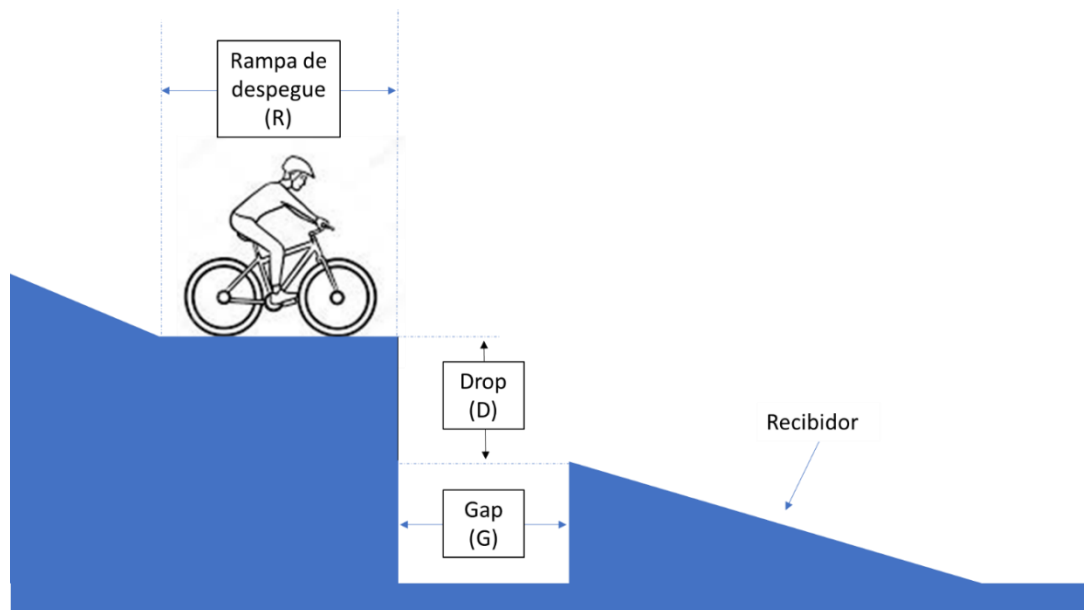 Rampa de
despegue
(R)
Drop
(D)
Recibidor
Gap
(G)